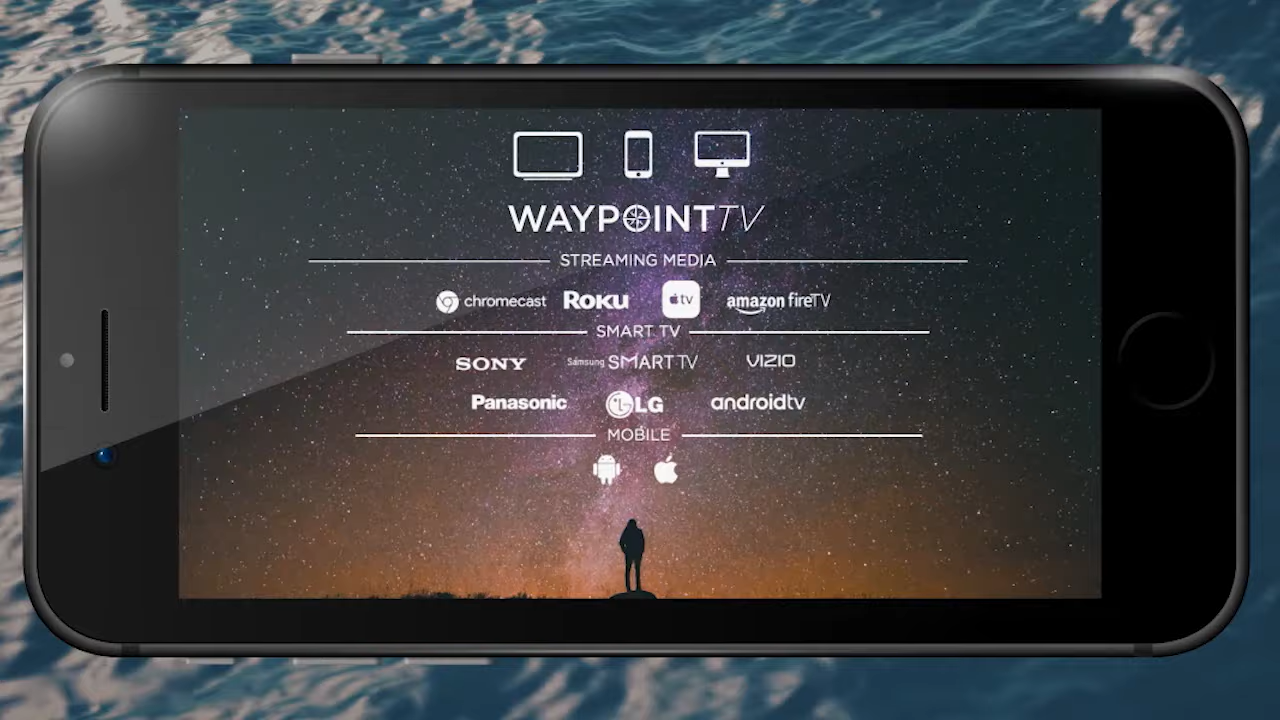 WAYPOINTTV
STREAMING MEDIA
chromecast ROKU tv amazon fireTV
SMART TV
SONY Samsung SMART TV VIZIO
Panasonic LG androidtv
MOBILE